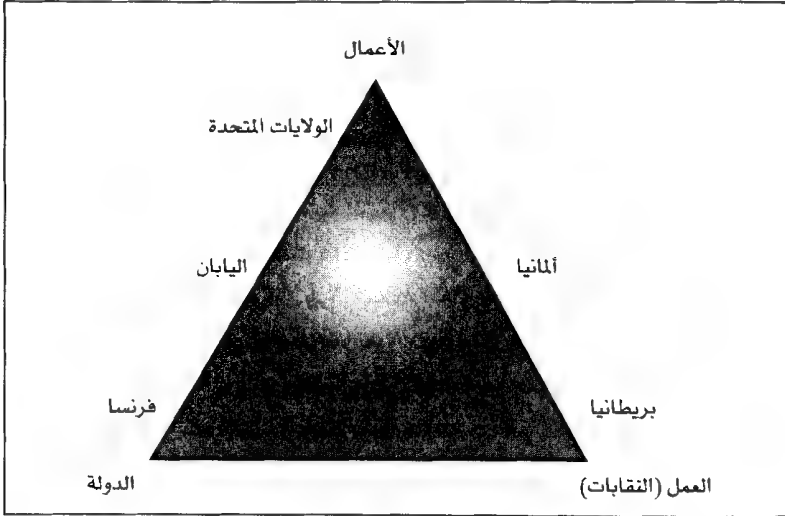 الأعمال
الولايات المتحدة
اليابان
ألمانيا
فرنسا
بريطانيا
الدولة
العمل (النقابات)